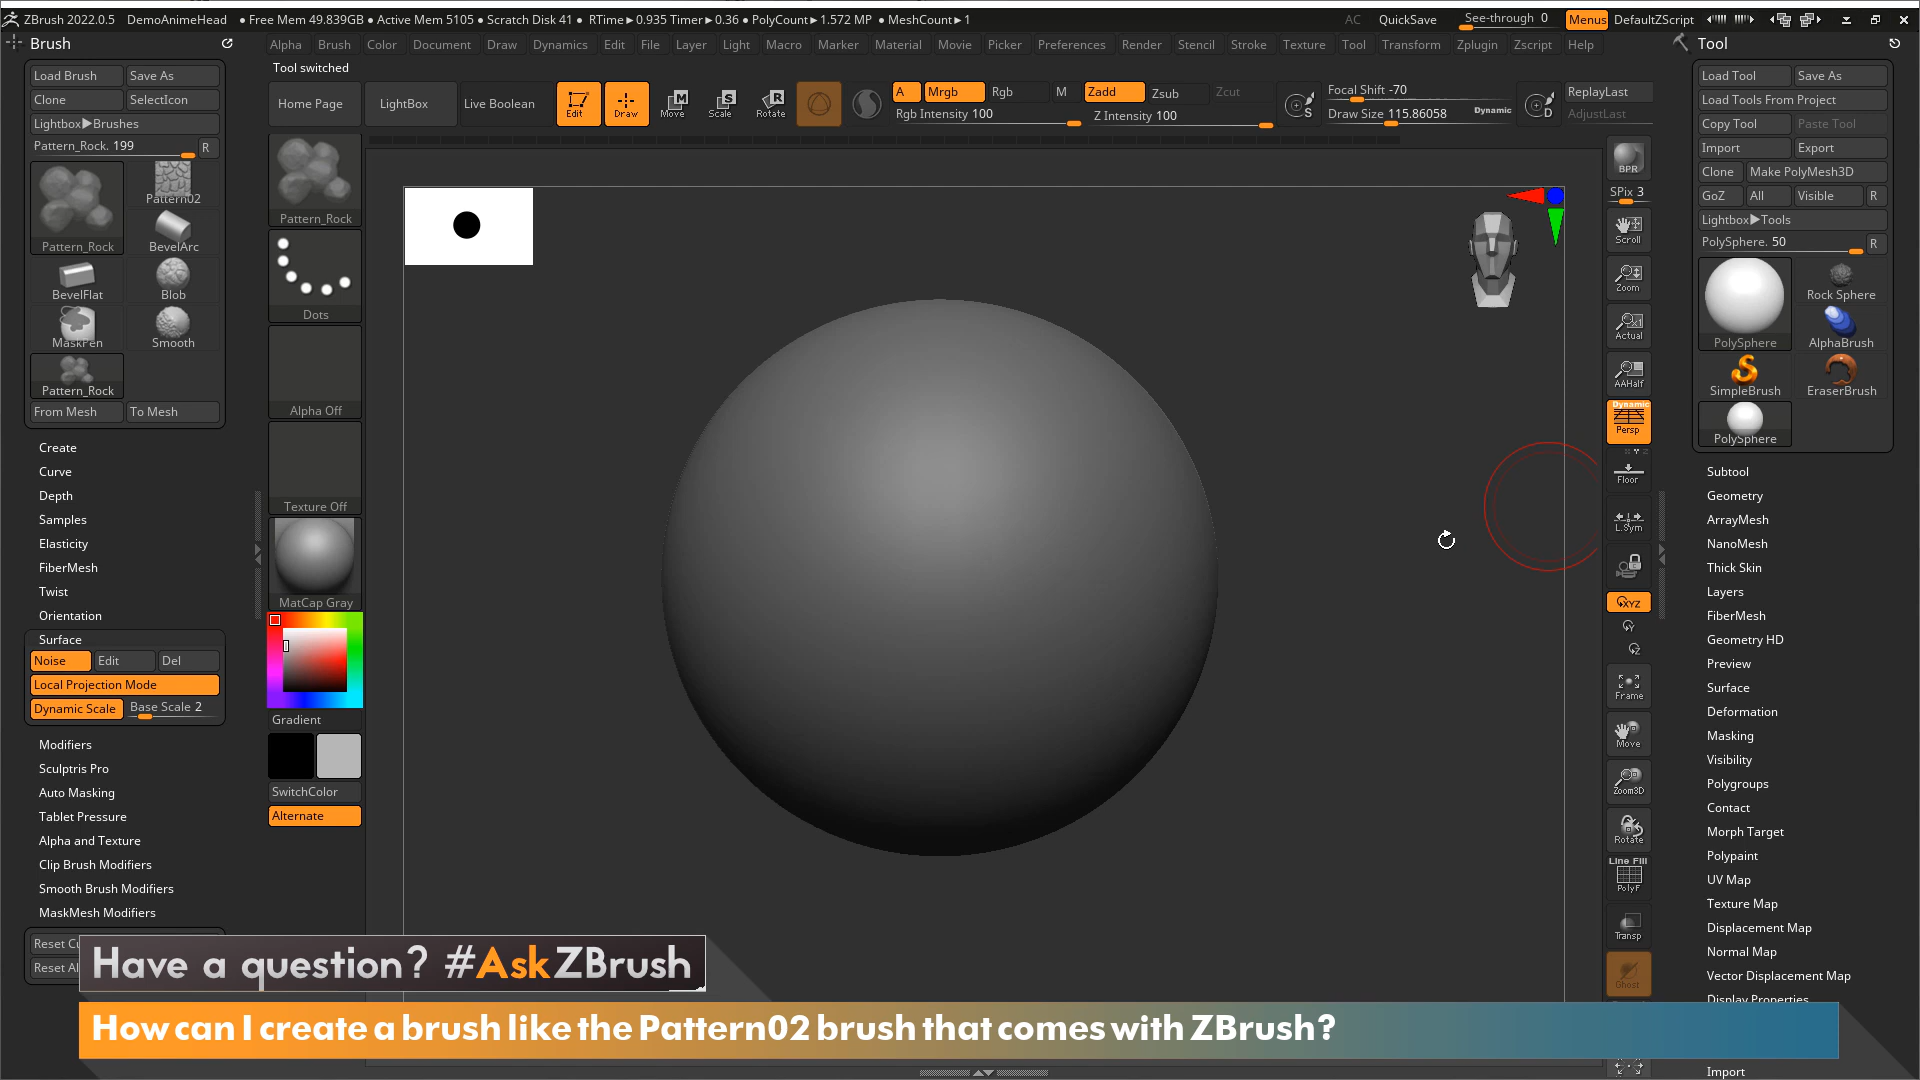 ZBrush 2022.0.5 DemoAnimeHead • Free Mem 49.839GB • Active Mem 5105 • Scratch Disk 41 • RTime►0.935 Timer►0.36 • PolyCount►1.572 MP • MeshCount►1 AC QuickSave See-through 0 Menus DefaultZScript
Brush
Alpha Brush Color Document Draw Dynamics Edit File Layer Light Macro Marker Material Movie Picker Preferences Render Stencil Stroke Texture Tool Transform Zplugin Zscript Help
Tool
Tool switched
Load Brush Save As
Clone SelectIcon
Lightbox►Brushes
Pattern_Rock. 199 R
Pattern_Rock
Pattern02
BevelArc
BevelFlat Blob
MaskPen Smooth
Pattern_Rock
From Mesh To Mesh
Create
Curve
Depth
Samples
Elasticity
FiberMesh
Twist
Orientation
Surface
Noise Edit Del
Local Projection Mode
Dynamic Scale Base Scale 2
Modifiers
Sculptris Pro
Auto Masking
Tablet Pressure
Alpha and Texture
Clip Brush Modifiers
Smooth Brush Modifiers
MaskMesh Modifiers
Reset Cu
Reset Al
Home Page LightBox Live Boolean Edit Draw Move Scale Rotate
A Mrgb Rgb M Zadd Zsub Zcut
Rgb Intensity 100 Z Intensity 100
S
Focal Shift -70
Draw Size 115.86058 Dynamic
D
ReplayLast
AdjustLast
Pattern_Rock
Dots
Alpha Off
Texture Off
MatCap Gray
Gradient
SwitchColor
Alternate
BPR
SPix 3
Scroll
Zoom
Actual
AAHalf
Dynamic
Persp
Floor
L.Sym
XYZ
Y
Z
Frame
Move
Zoom3D
Rotate
Line Fill
PolyF
Transp
Ghost
Load Tool Save As
Load Tools From Project
Copy Tool Paste Tool
Import Export
Clone Make PolyMesh3D
GoZ All Visible R
Lightbox►Tools
PolySphere. 50 R
PolySphere
Rock Sphere
AlphaBrush
SimpleBrush EraserBrush
PolySphere
Subtool
Geometry
ArrayMesh
NanoMesh
Thick Skin
Layers
FiberMesh
Geometry HD
Preview
Surface
Deformation
Masking
Visibility
Polygroups
Contact
Morph Target
Polypaint
UV Map
Texture Map
Displacement Map
Normal Map
Vector Displacement Map
Display Properties
Import
Have a question? #AskZBrush
How can I create a brush like the Pattern02 brush that comes with ZBrush?